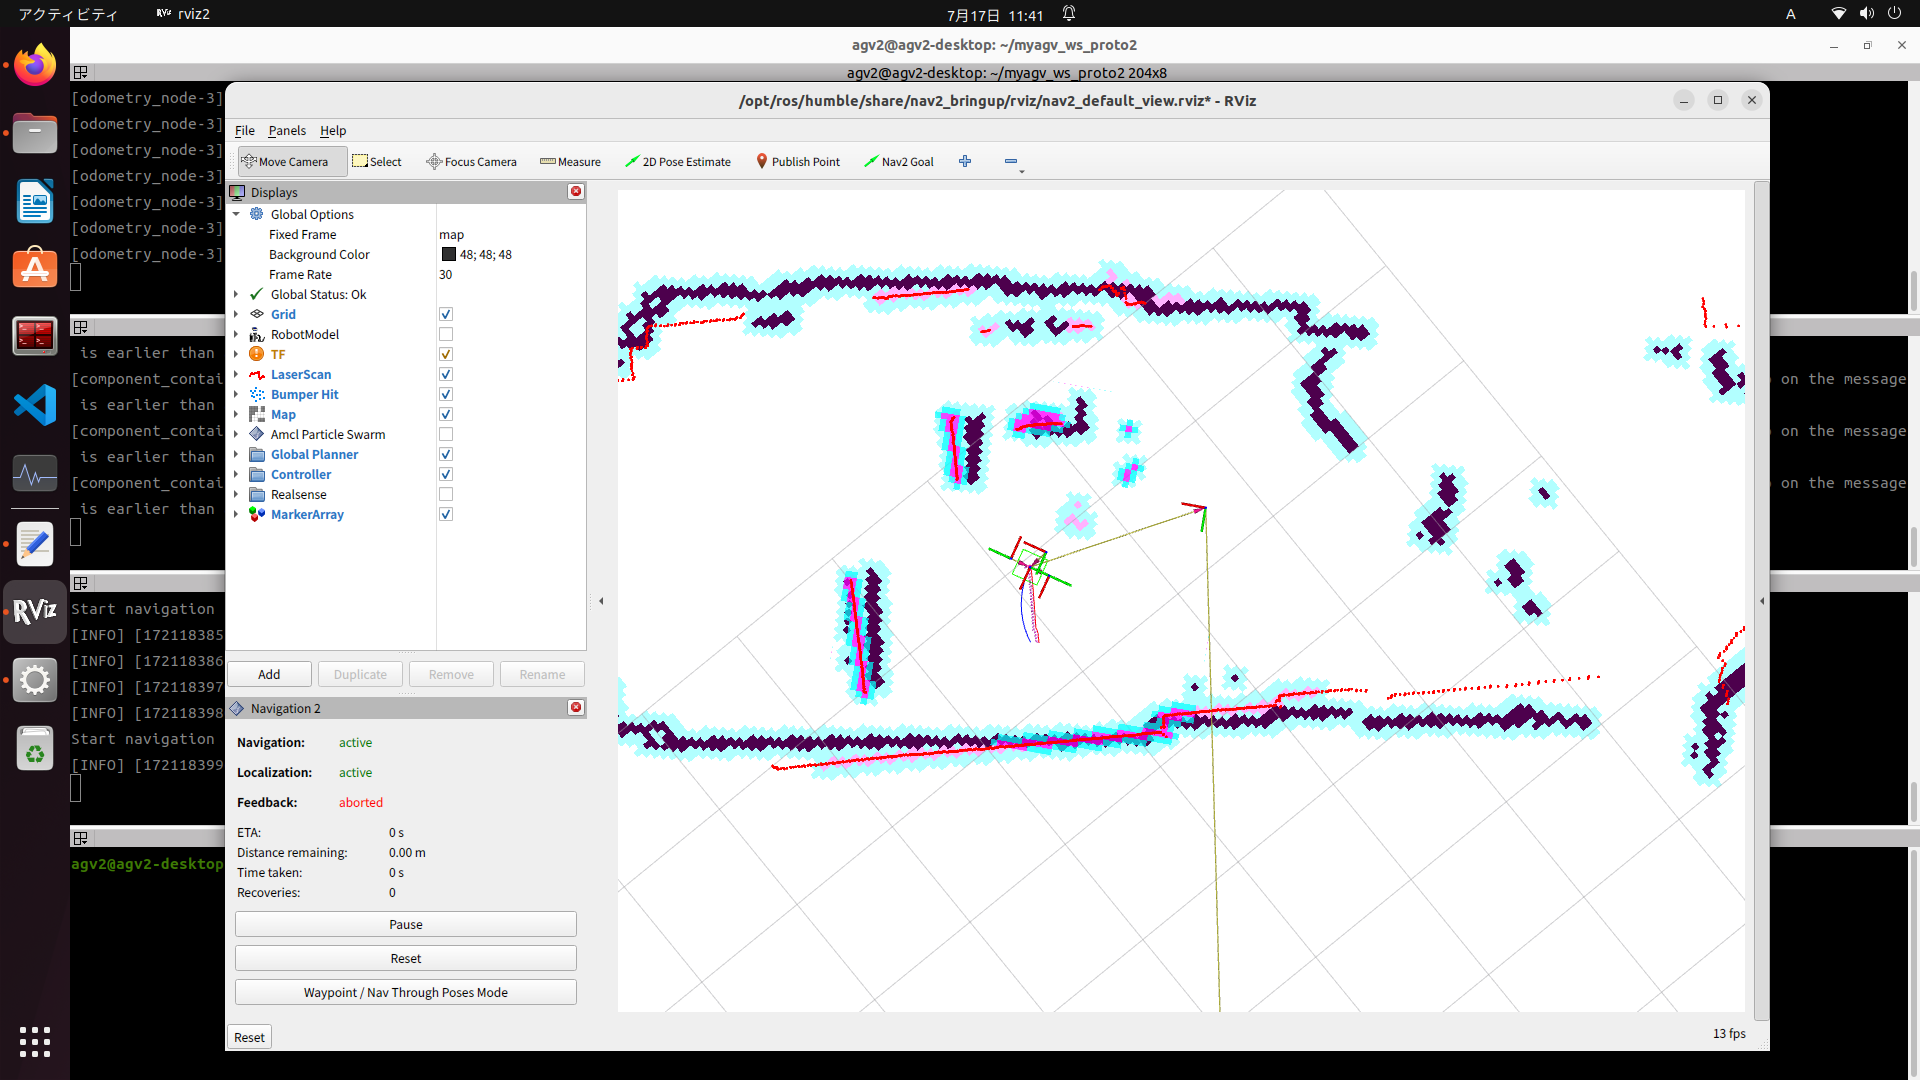 アクティビティ
rviz2
7月17日 11:41
A
agv2@agv2-desktop: ~/myagv_ws_proto2
agv2@agv2-desktop: ~/myagv_ws_proto2 204x8
[odometry_node-3]
[odometry_node-3]
[odometry_node-3]
[odometry_node-3]
[odometry_node-3]
[odometry_node-3]
[odometry_node-3]
is earlier than
[component_contai
is earlier than
[component_contai
is earlier than
[component_contai
is earlier than
on the message
on the message
on the message
Start navigation
[INFO] [172118385
[INFO] [172118386
[INFO] [172118397
[INFO] [172118398
Start navigation
[INFO] [172118399
agv2@agv2-desktop
/opt/ros/humble/share/nav2_bringup/rviz/nav2_default_view.rviz* - RViz
File Panels Help
Move Camera Select Focus Camera Measure 2D Pose Estimate Publish Point Nav2 Goal
Displays
Global Options
Fixed Frame map
Background Color 48; 48; 48
Frame Rate 30
Global Status: Ok
Grid
RobotModel
TF
LaserScan
Bumper Hit
Map
Amcl Particle Swarm
Global Planner
Controller
Realsense
MarkerArray
Add Duplicate Remove Rename
Navigation 2
Navigation: active
Localization: active
Feedback: aborted
ETA: 0 s
Distance remaining: 0.00 m
Time taken: 0 s
Recoveries: 0
Pause
Reset
Waypoint / Nav Through Poses Mode
Reset
13 fps
RViz